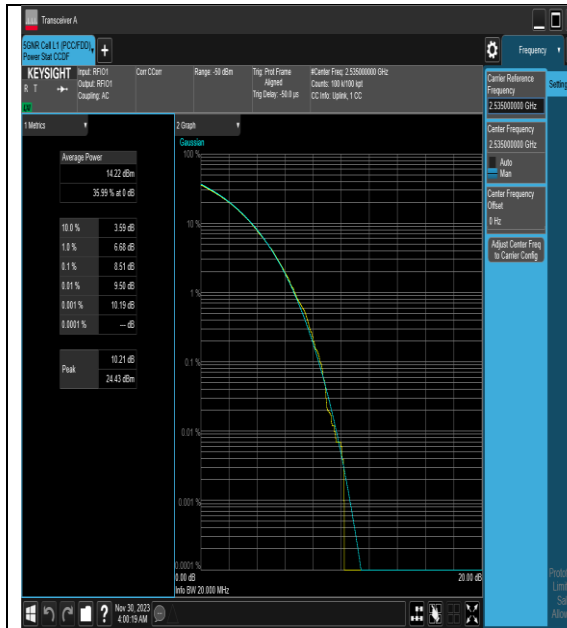 Transceiver A
5GNR Cell L1 (PCC/FDD)
Power Stat CCDF
Frequency
KEYSIGHT
R T
Input: RFIO1
Output: RFIO1
Coupling: AC
Corr CCorr
Range: -50 dBm
Trig: Prot Frame
Aligned
Trig Delay: -50.0 µs
#Center Freq: 2.535000000 GHz
Counts: 100 k/100 kpt
CC Info: Uplink, 1 CC
1 Metrics
Average Power
14.22 dBm
35.99 % at 0 dB
10.0 % 3.59 dB
1.0 % 6.68 dB
0.1 % 8.51 dB
0.01 % 9.50 dB
0.001 % 10.19 dB
0.0001 % --- dB
Peak 10.21 dB
24.43 dBm
2 Graph
Gaussian
100 %
10 %
1 %
0.1 %
0.01 %
0.001 %
0.0001 %
0.00 dB 20.00 dB
Info BW 20.000 MHz
Carrier Reference
Frequency
2.535000000 GHz
Center Frequency
2.535000000 GHz
Auto
Man
Center Frequency
Offset
0 Hz
Adjust Center Freq
to Carrier Config
Nov 30, 2023
4:00:19 AM